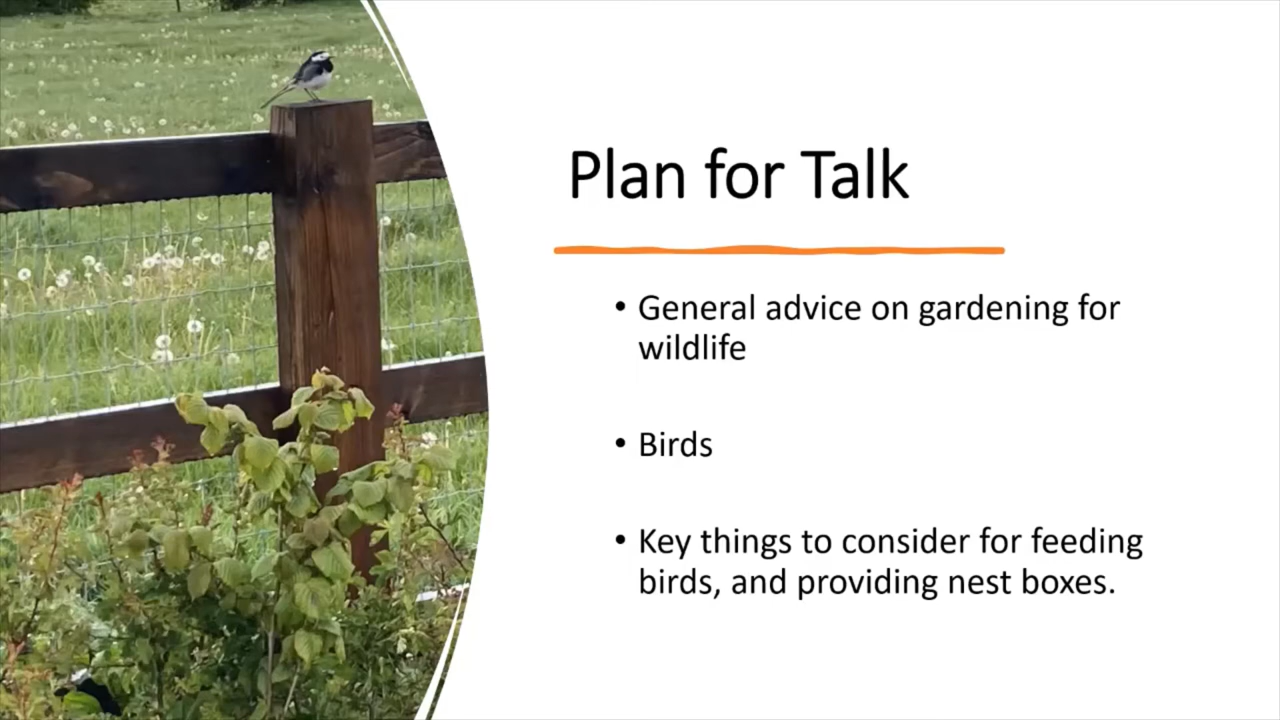 Plan for Talk
• General advice on gardening for
wildlife
• Birds
• Key things to consider for feeding
birds, and providing nest boxes.